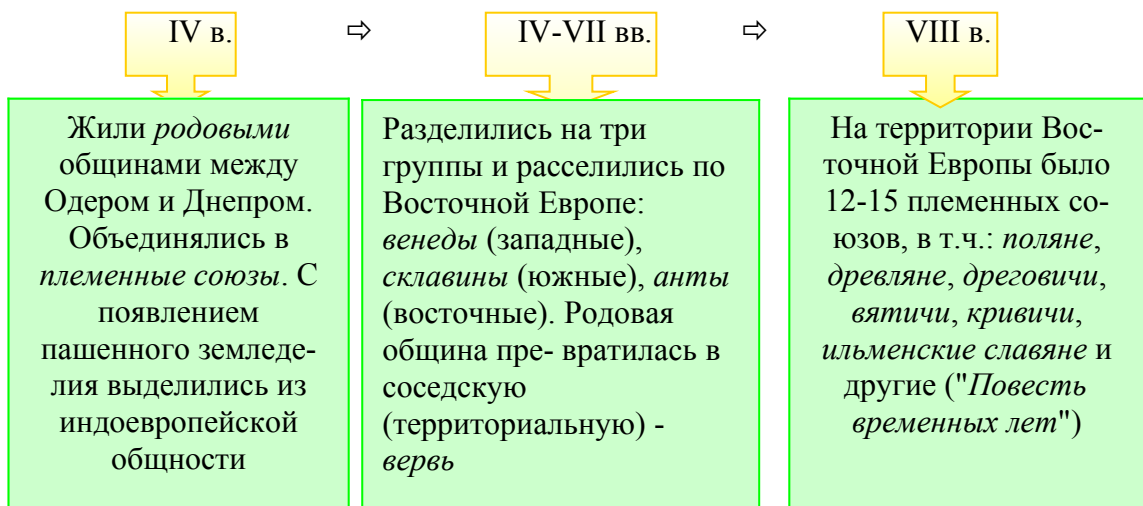 IV в. ⇨ IV-VII вв. ⇨ VIII в.
Жили родовыми
общинами между
Одером и Днепром.
Объединялись в
племенные союзы. С
появлением
пашенного земледе-
лия выделились из
индоевропейской
общности
Разделились на три
группы и расселились по
Восточной Европе:
венеды (западные),
склавины (южные), анты
(восточные). Родовая
община пре- вратилась в
соседскую
(территориальную) -
вервь
На территории Вос-
точной Европы было
12-15 племенных со-
юзов, в т.ч.: поляне,
древляне, дреговичи,
вятичи, кривичи,
ильменские славяне и
другие ("Повесть
временных лет")